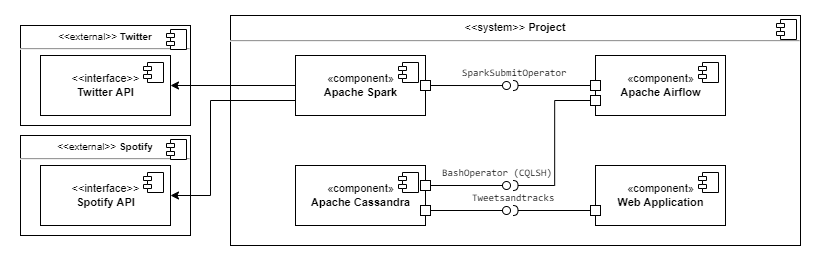 <<system>> Project
<<external>> Twitter
<<interface>>
Twitter API
«component»
Apache Spark
SparkSubmitOperator
«component»
Apache Airflow
<<external>> Spotify
<<interface>>
Spotify API
«component»
Apache Cassandra
BashOperator (CQLSH)
Tweetsandtracks
«component»
Web Application